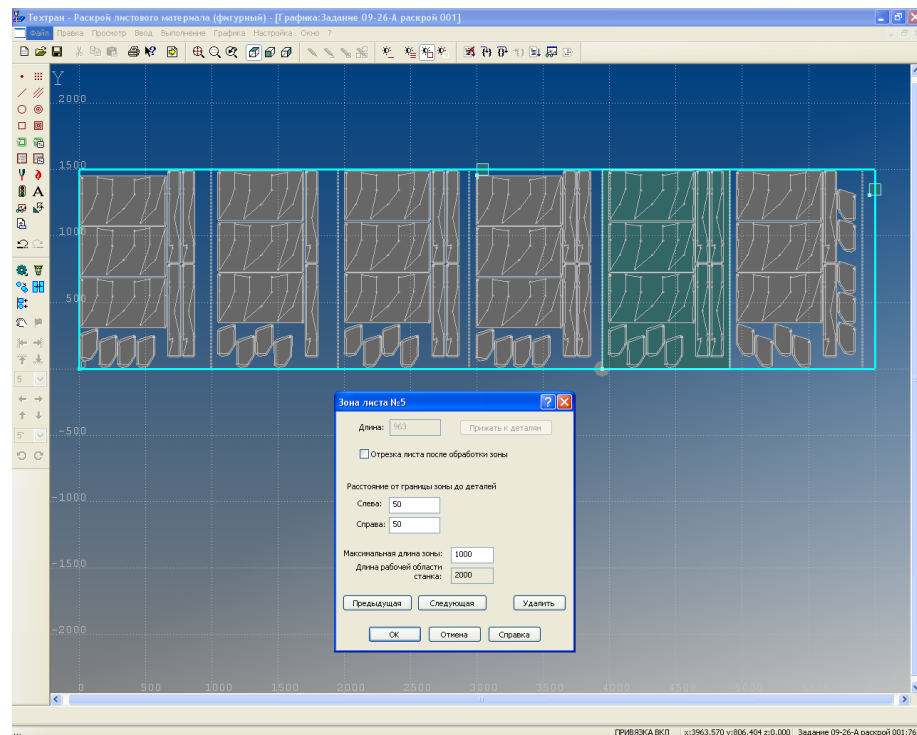 Техтран - Раскрой листового материала (фигурный) - [Графика:Задание 09-26-А раскрой 001]
Файл Правка Просмотр Ввод Выполнение Графика Настройка Окно ?
Y
2000
1500
1000
500
0
-500
-1000
-1500
-2000
5
5°
A
Зона листа №5
Длина: 963 Прижать к деталям
Отрезка листа после обработки зоны
Расстояние от границы зоны до деталей
Слева: 50
Справа: 50
Максимальная длина зоны: 1000
Длина рабочей области
станка: 2000
Предыдущая Следующая Удалить
ОК Отмена Справка
0 500 1000 1500 2000 2500 3000 3500 4000 4500
ПРИВЯЗКА ВКЛ x:3963.570 y:806.404 z:0.000 Задание 09-26-А раскрой 001:76